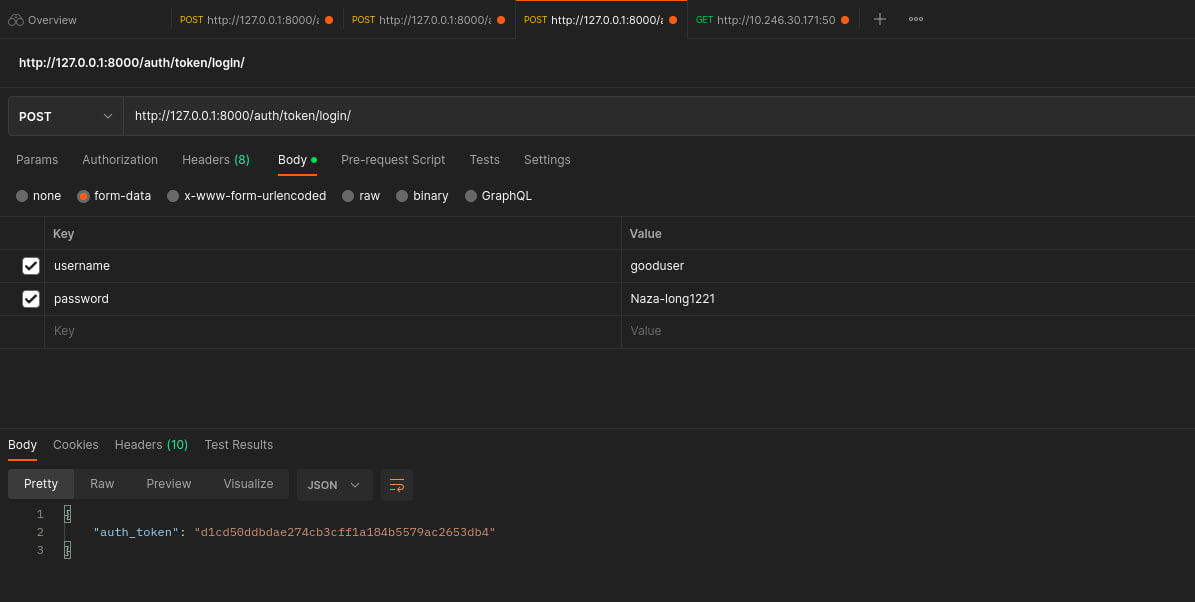 Overview POST http://127.0.0.1:8000/a POST http://127.0.0.1:8000/a POST http://127.0.0.1:8000/a GET http://10.246.30.171:50
http://127.0.0.1:8000/auth/token/login/
POST http://127.0.0.1:8000/auth/token/login/
Params Authorization Headers (8) Body Pre-request Script Tests Settings
none form-data x-www-form-urlencoded raw binary GraphQL
Key Value
username gooduser
password Naza-long1221
Key Value
Body Cookies Headers (10) Test Results
Pretty Raw Preview Visualize JSON
1 {
2 "auth_token": "d1cd50ddbdae274cb3cff1a184b5579ac2653db4"
3 }